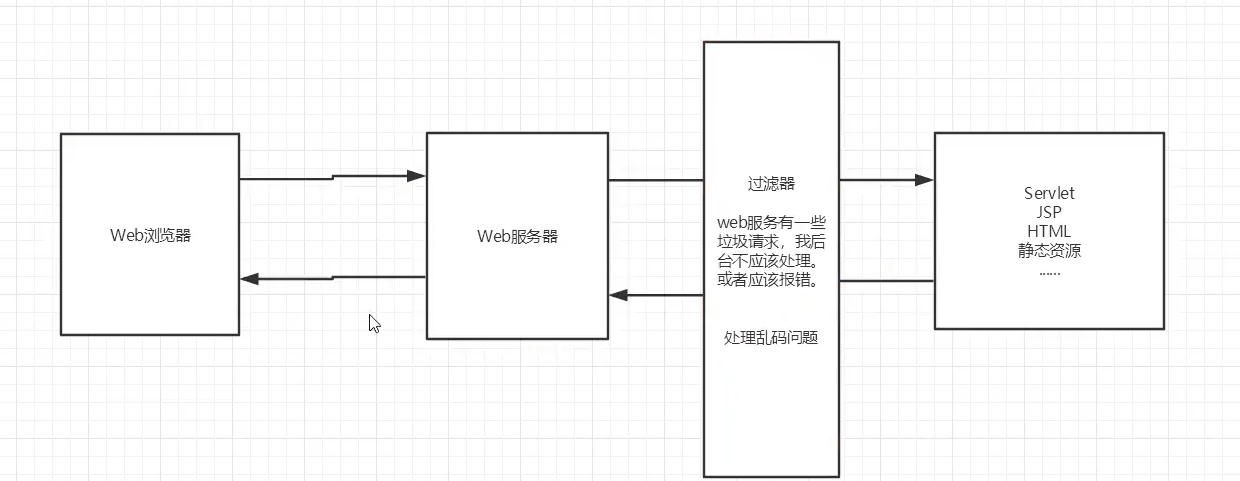 Web浏览器
Web服务器
过滤器
web服务有一些
垃圾请求，我后
台不应该处理。
或者应该报错。
处理乱码问题
Servlet
JSP
HTML
静态资源
......